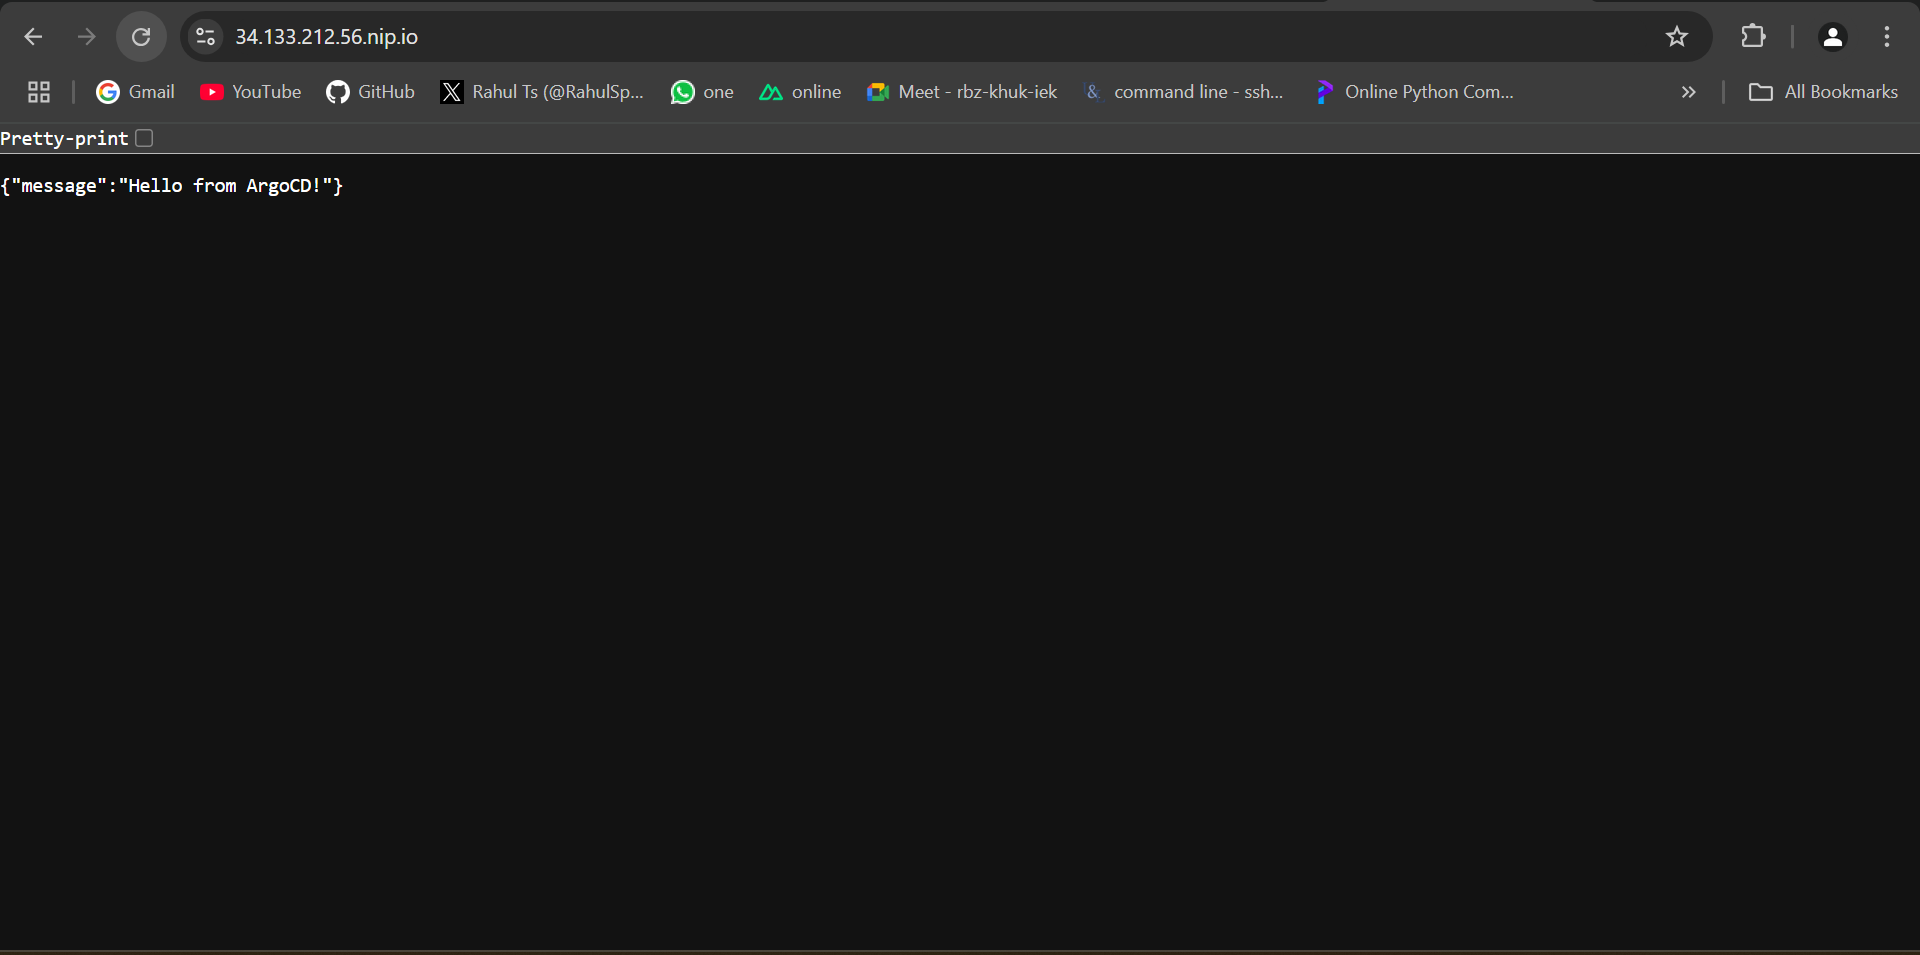 34.133.212.56.nip.io
Gmail YouTube GitHub Rahul Ts (@RahulSp... one online Meet - rbz-khuk-iek command line - ssh... Online Python Com... » All Bookmarks
Pretty-print
{"message":"Hello from ArgoCD!"}